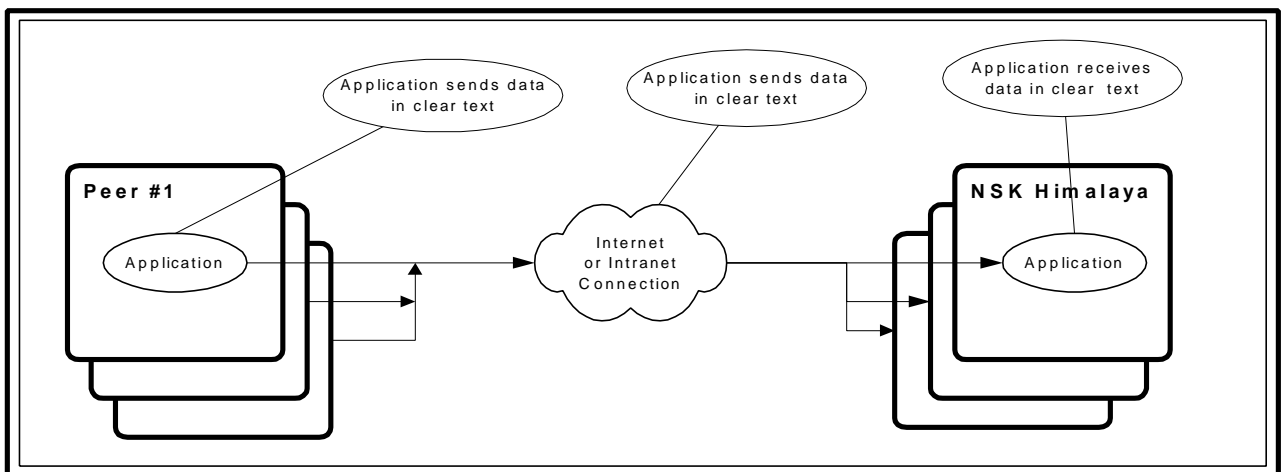 Application sends data
in clear text
Application sends data
in clear text
Application receives
data in clear text
Peer #1
NSK Himalaya
Application
Internet
or Intranet
Connection
Application